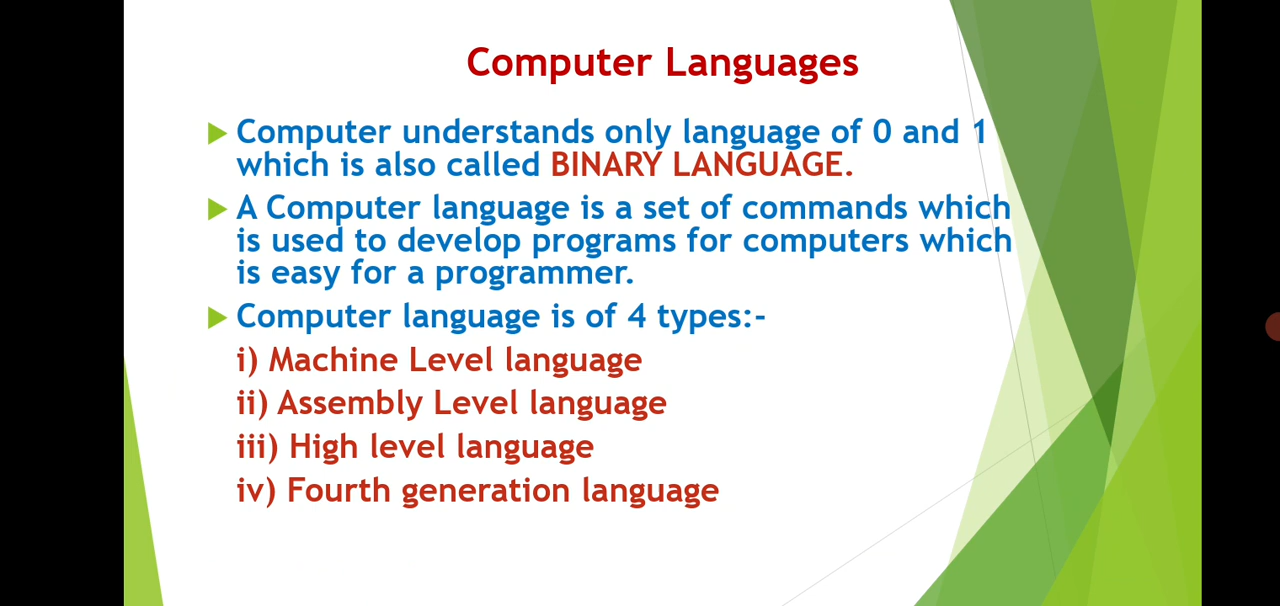 Computer Languages
Computer understands only language of 0 and 1
which is also called BINARY LANGUAGE.
A Computer language is a set of commands which
is used to develop programs for computers which
is easy for a programmer.
Computer language is of 4 types:-
i) Machine Level language
ii) Assembly Level language
iii) High level language
iv) Fourth generation language